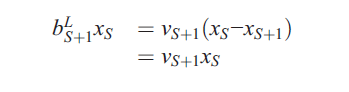 b^L_{S+1}x_S = v_{S+1}(x_S−x_{S+1})
= v_{S+1}x_S